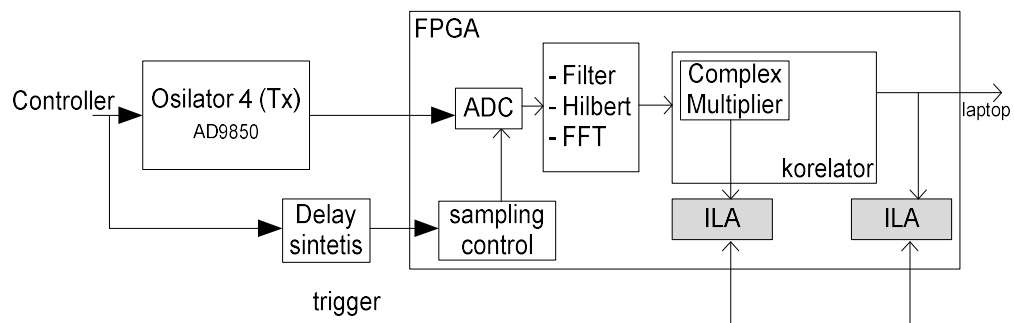 FPGA
Controller
Osilator 4 (Tx)
AD9850
ADC
- Filter
- Hilbert
- FFT
Complex
Multiplier
korelator
laptop
Delay
sintetis
sampling
control
ILA
ILA
trigger